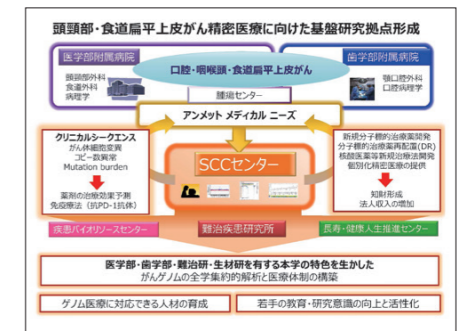 頭頸部・食道扁平上皮がん精密医療に向けた基盤研究拠点形成
医学部附属病院
頭頸部外科
食道外科
病理学
歯学部附属病院
顎口腔外科
口腔病理学
口腔・咽喉頭・食道扁平上皮がん
腫瘍センター
アンメット メディカル ニーズ
クリニカルシークエンス
がん体細胞変異
コピー数異常
Mutation burden
薬剤の治療効果予測
免疫療法（抗PD-1抗体）
SCCセンター
新規分子標的治療薬開発
分子標的治療薬再配置(DR)
核酸医薬等新規治療法開発
個別化精密医療の提供
知財形成
法人収入の増加
疾患バイオリソースセンター
難治疾患研究所
長寿・健康人生推進センター
医学部・歯学部・難治研・生材研を有する本学の特色を生かした
がんゲノムの全学集約的解析と医療体制の構築
ゲノム医療に対応できる人材の育成
若手の教育・研究意識の向上と活性化